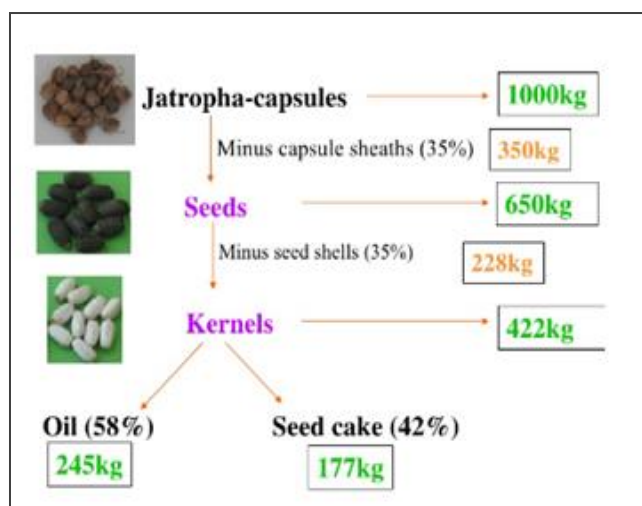 Jatropha-capsules 1000kg
Minus capsule sheaths (35%) 350kg
Seeds 650kg
Minus seed shells (35%) 228kg
Kernels 422kg
Oil (58%) Seed cake (42%)
245kg 177kg